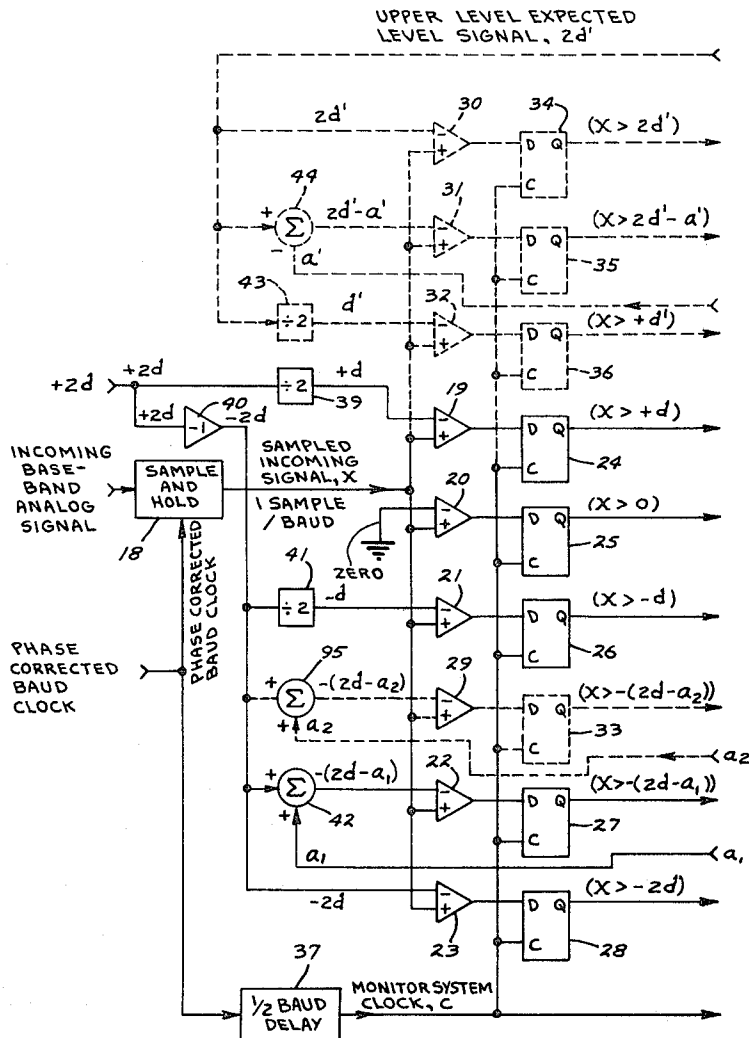 UPPER LEVEL EXPECTED
LEVEL SIGNAL, 2d'
2d'
30
34
D Q
C
(X > 2d')
44
+
Σ
-
2d'-a'
a'
31
D Q
C
(X > 2d'-a')
35
43
÷2
d'
32
D Q
C
(X > +d')
36
+2d
+2d
÷2
39
+d
+2d
40
-1
-2d
19
D Q
C
(X > +d)
24
INCOMING
BASE-
BAND
ANALOG
SIGNAL
SAMPLE
AND
HOLD
18
SAMPLED
INCOMING
SIGNAL, X
1 SAMPLE
/ BAUD
20
ZERO
D Q
C
(X > 0)
25
41
÷2
-d
21
D Q
C
(X > -d)
26
PHASE
CORRECTED
BAUD
CLOCK
PHASE CORRECTED
BAUD CLOCK
95
+
Σ
+
-(2d-a2)
a2
29
D Q
C
(X>-(2d-a2))
33
a2
+
Σ
+
42
-(2d-a1)
a1
22
D Q
C
(X>-(2d-a1))
27
a1
-2d
23
D Q
C
(X > -2d)
28
37
1/2 BAUD
DELAY
MONITOR SYSTEM
CLOCK, C